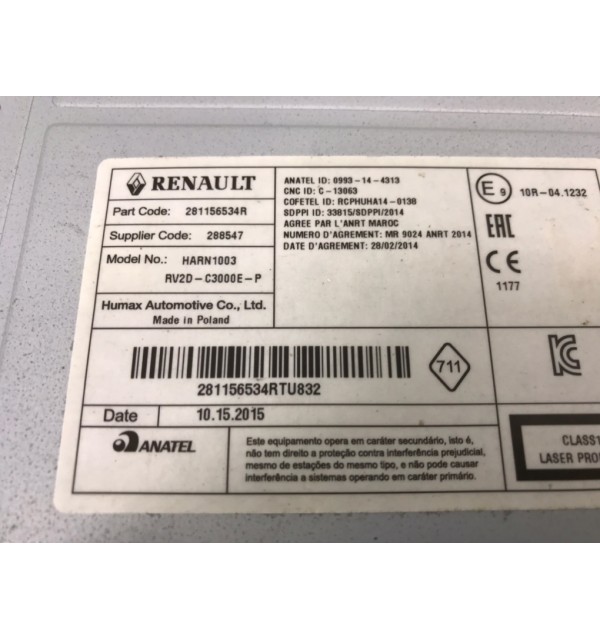 RENAULT
Part Code: 281156534R
Supplier Code: 288547
Model No.: HARN1003
RV2D-C3000E-P
Humax Automotive Co., Ltd.
Made in Poland
ANATEL ID: 0993-14-4313
CNC ID: C-13063
COFETEL ID: RCPHUHA14-0138
SDPPI ID: 33815/SDPPI/2014
AGREE PAR L'ANRT MAROC
NUMERO D'AGREMENT: MR 9024 ANRT 2014
DATE D'AGREMENT: 28/02/2014
E 9 10R-04.1232
EAC
CE
1177
281156534RTU832
711
KC
Date 10.15.2015
ANATEL
Este equipamento opera em caráter secundário, isto é,
não tem direito a proteção contra interferência prejudicial,
mesmo de estações do mesmo tipo, e não pode causar
interferência a sistemas operando em caráter primário.
CLASS1
LASER PRO